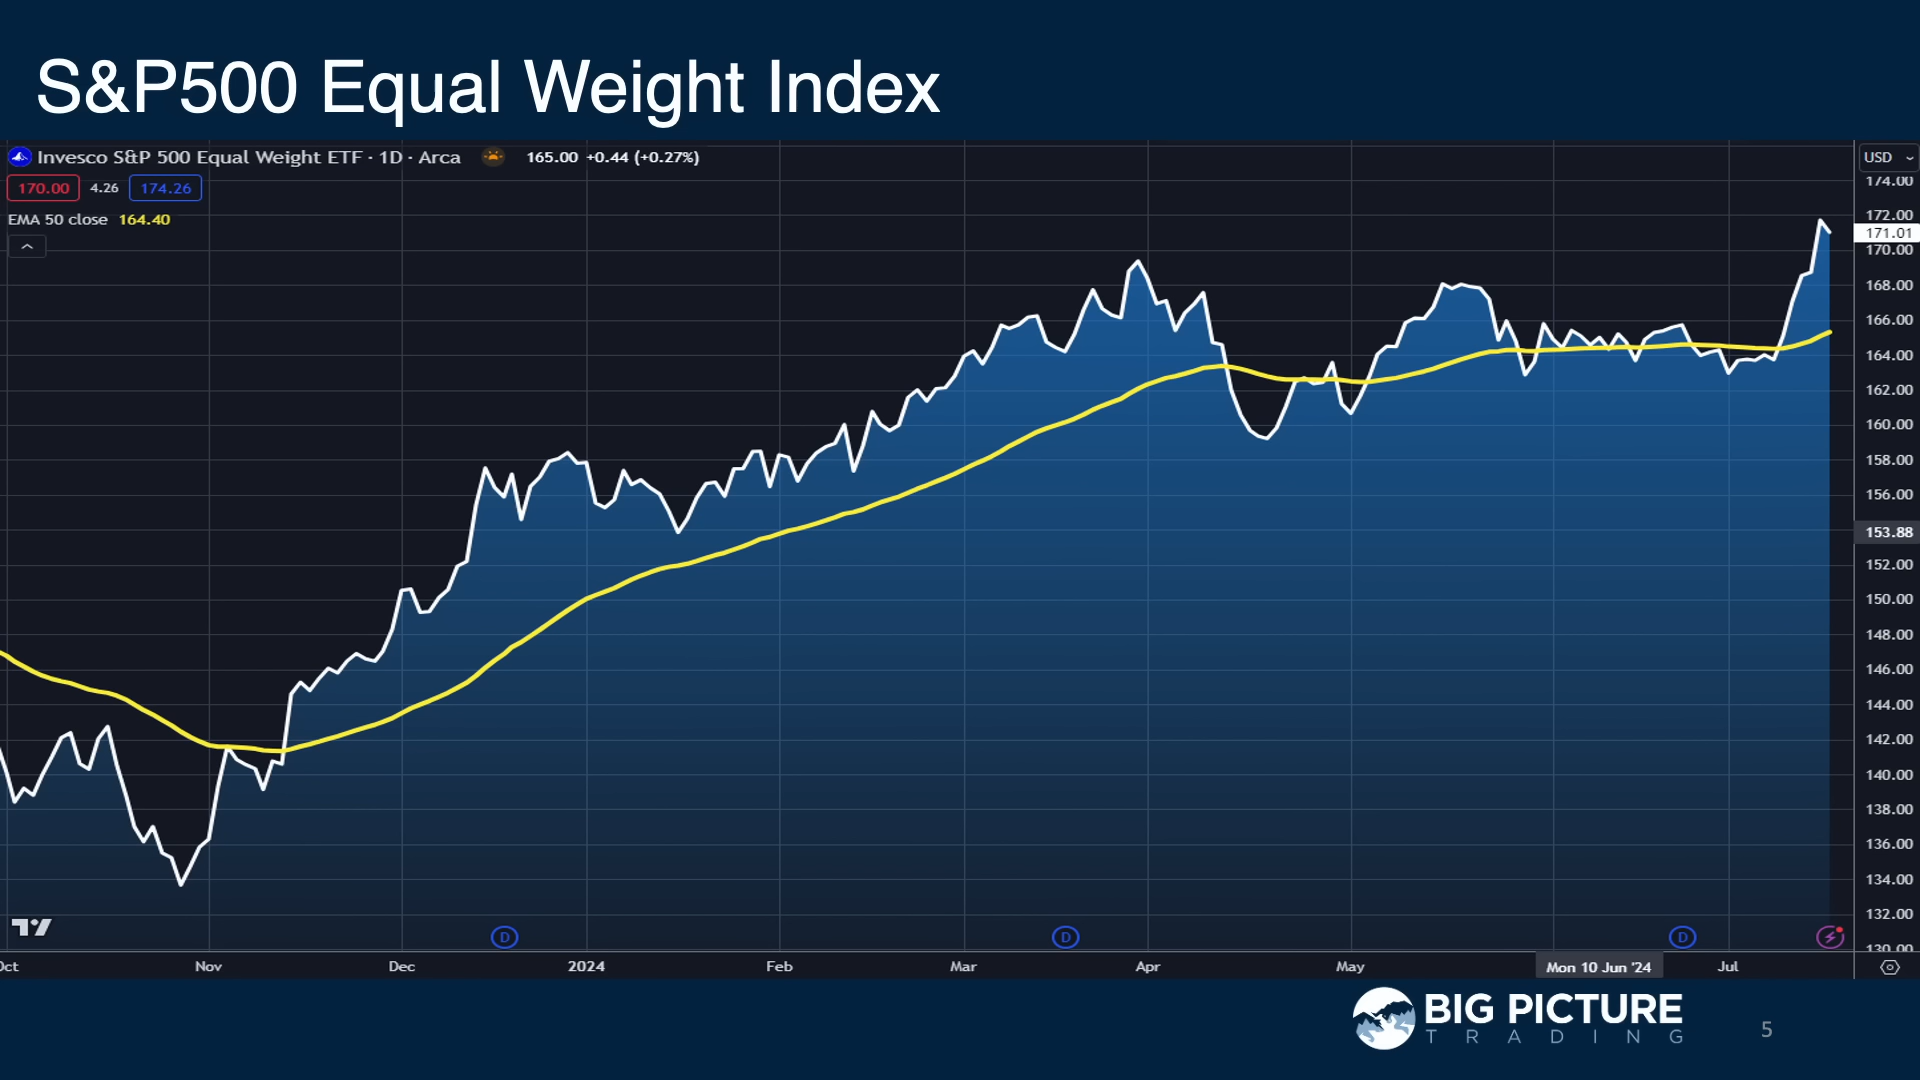 S&P500 Equal Weight Index
Invesco S&P 500 Equal Weight ETF · 1D · Arca 165.00 +0.44 (+0.27%)
USD
170.00 4.26 174.26
EMA 50 close 164.40
174.00
172.00
171.01
170.00
168.00
166.00
164.00
162.00
160.00
158.00
156.00
153.88
152.00
150.00
148.00
146.00
144.00
142.00
140.00
138.00
136.00
134.00
132.00
130.00
D D D
Oct Nov Dec 2024 Feb Mar Apr May Mon 10 Jun '24 Jul
BIG PICTURE
TRADING
5